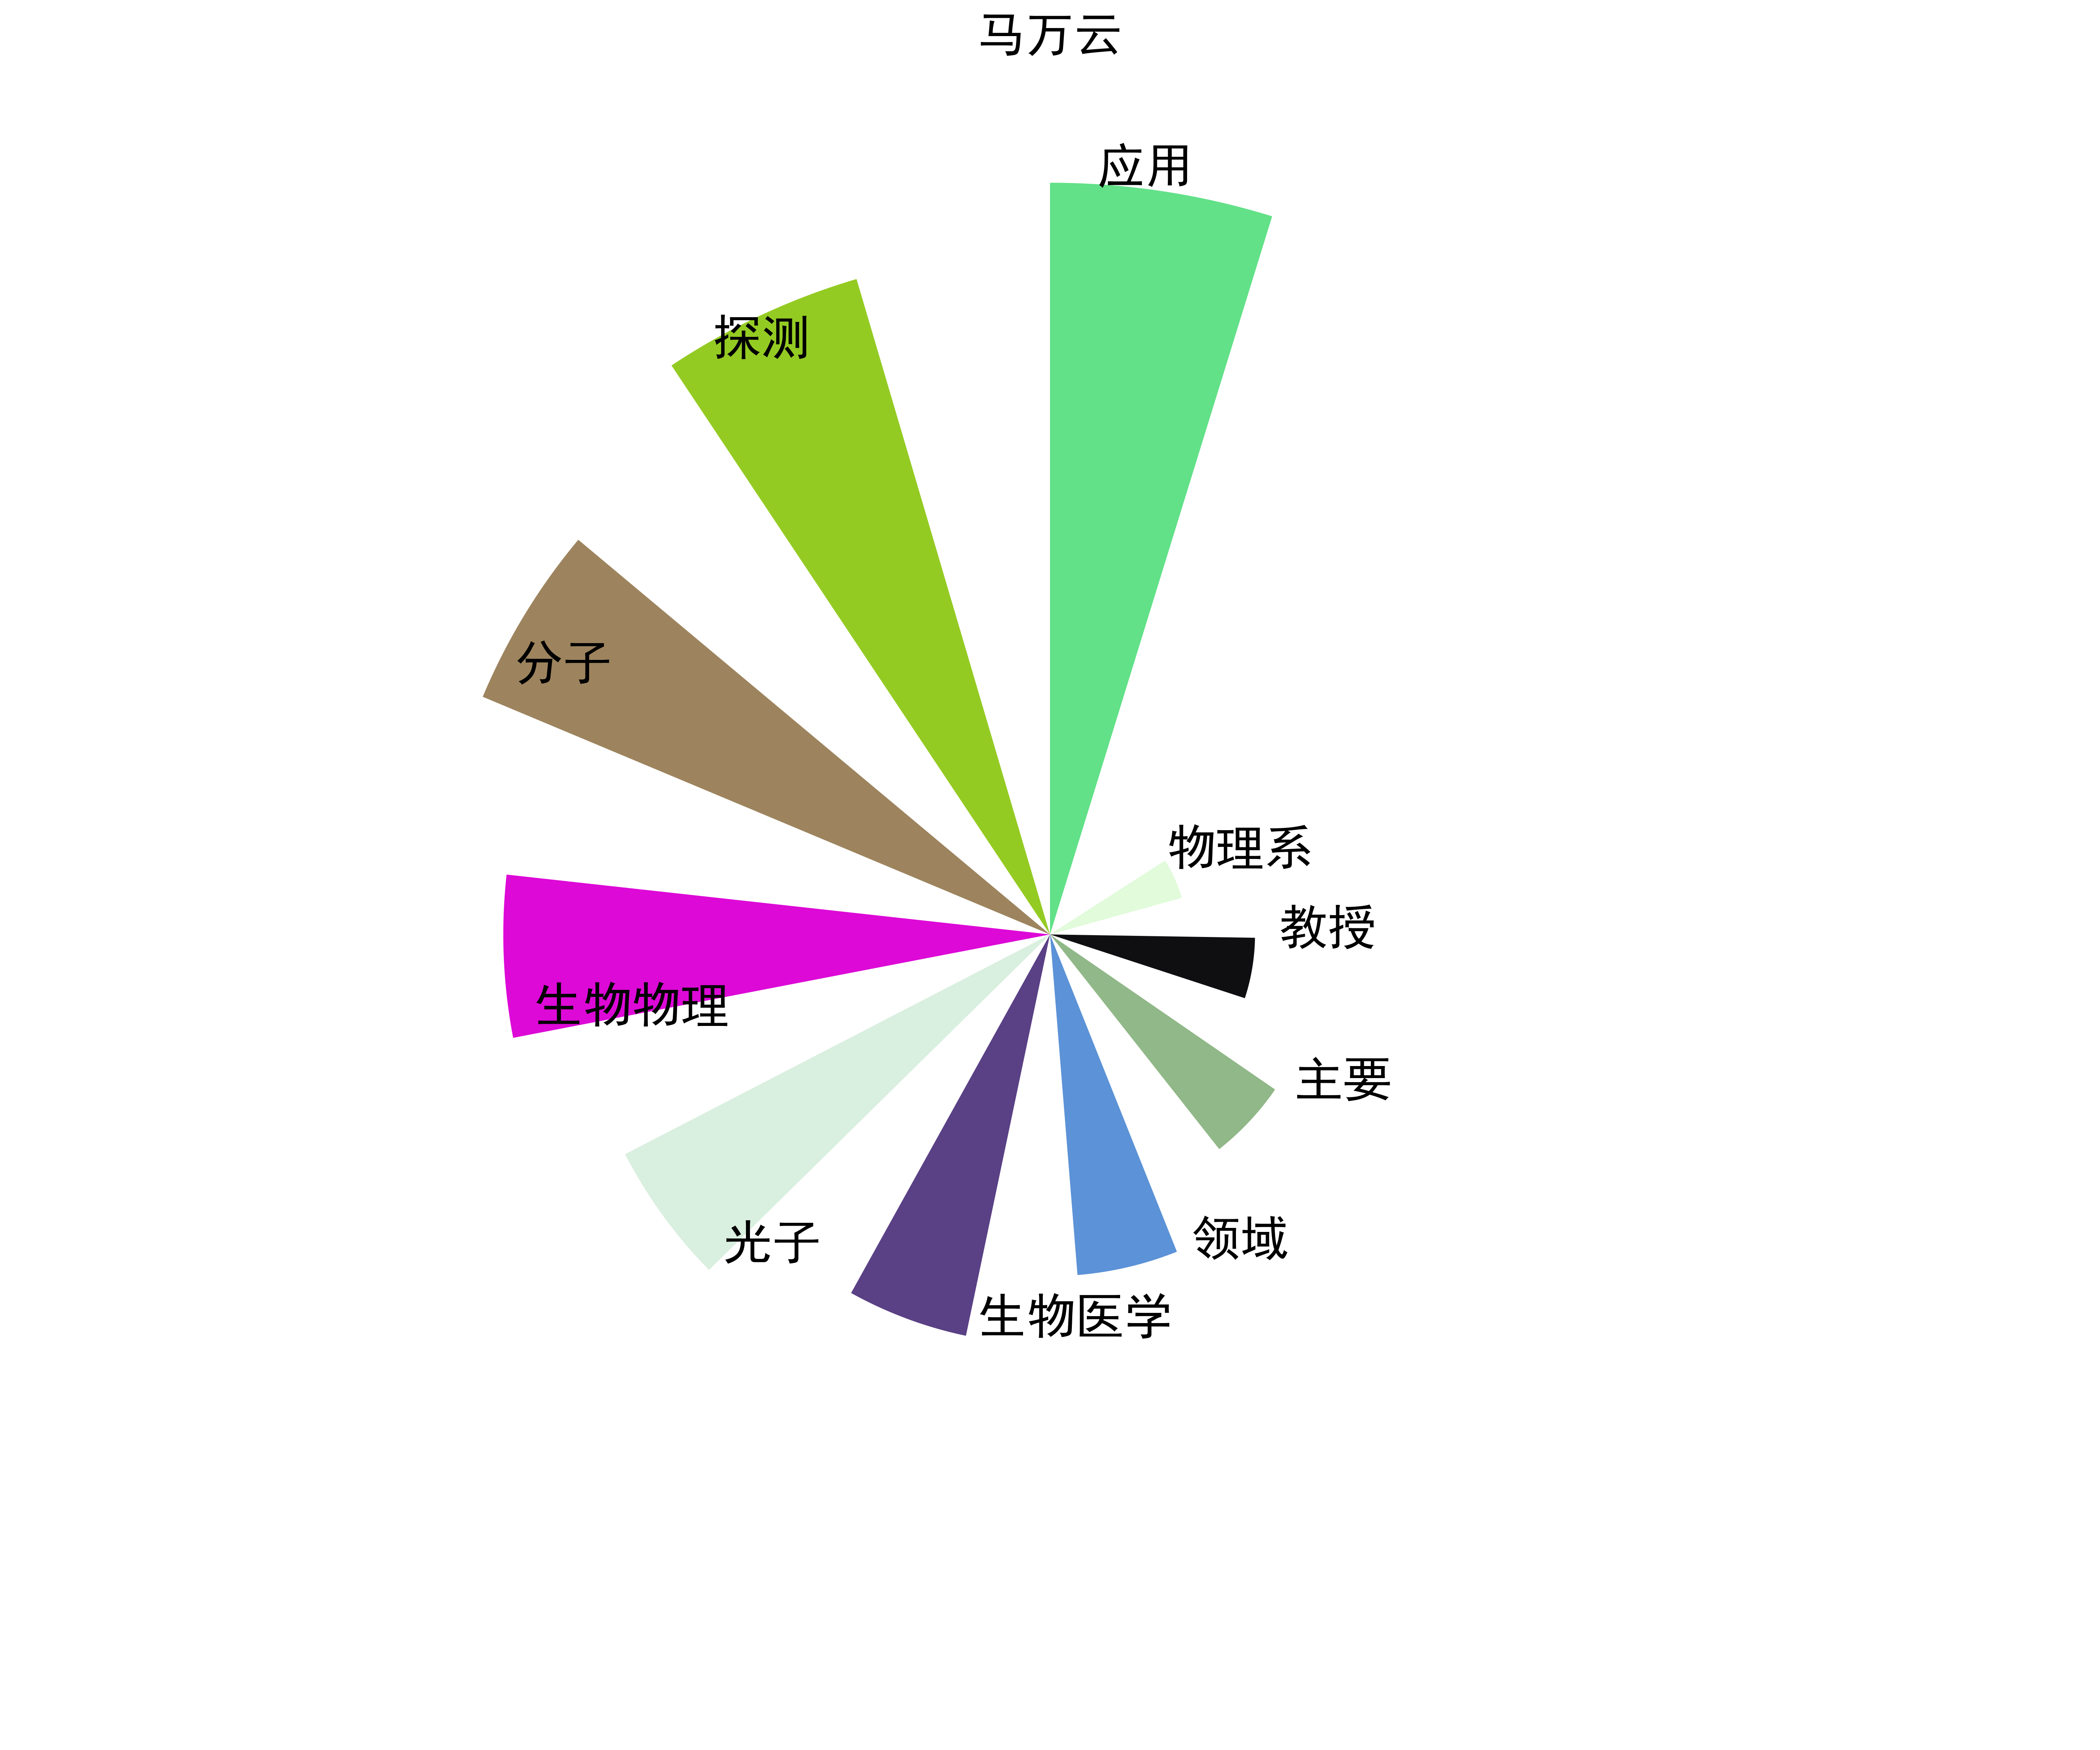 马万云
应用
探测
分子
物理系
教授
生物物理
主要
光子
领域
生物医学